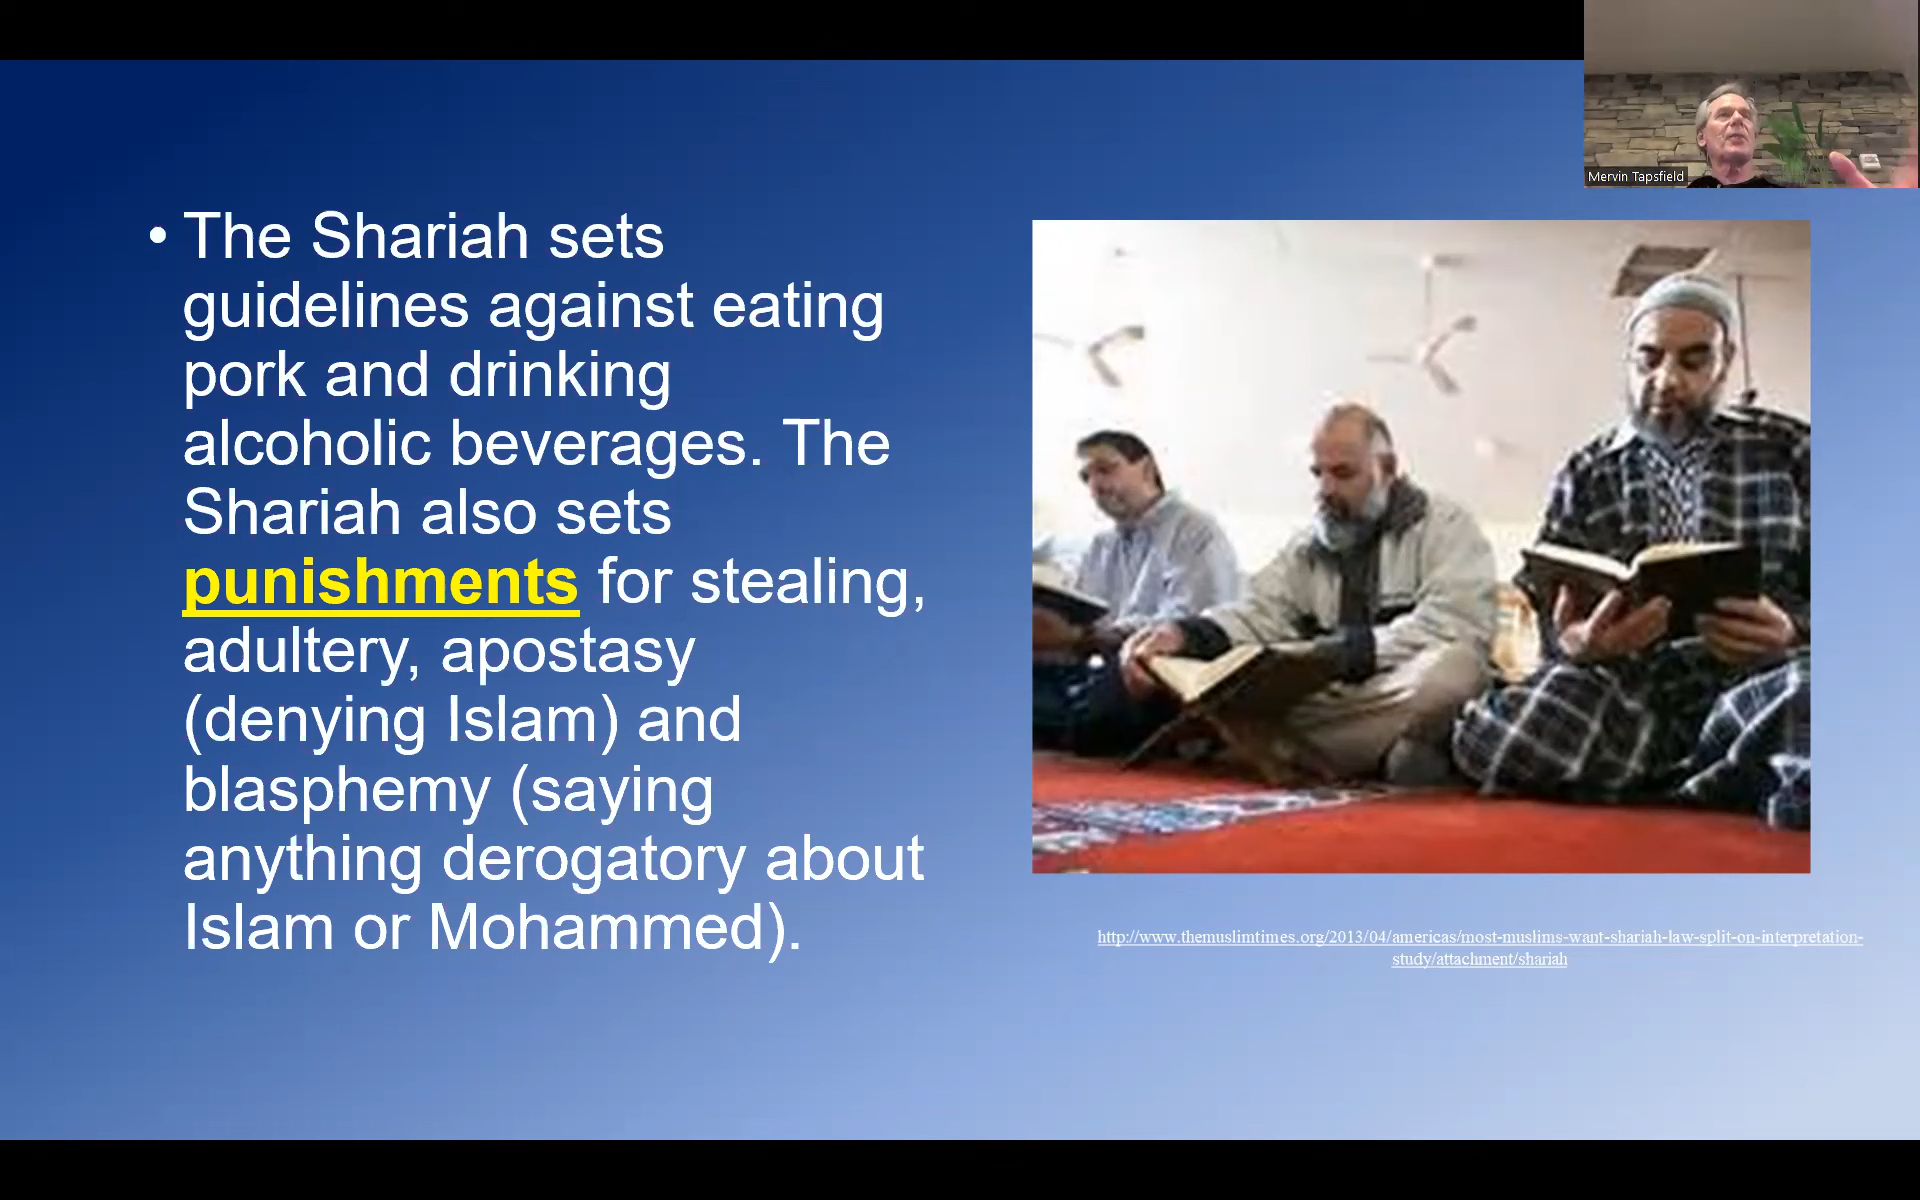 Mervin Tapsfield
• The Shariah sets
guidelines against eating
pork and drinking
alcoholic beverages. The
Shariah also sets
punishments for stealing,
adultery, apostasy
(denying Islam) and
blasphemy (saying
anything derogatory about
Islam or Mohammed).
http://www.themuslimtimes.org/2013/04/americas/most-muslims-want-shariah-law-split-on-interpretation-
study/attachment/shariah